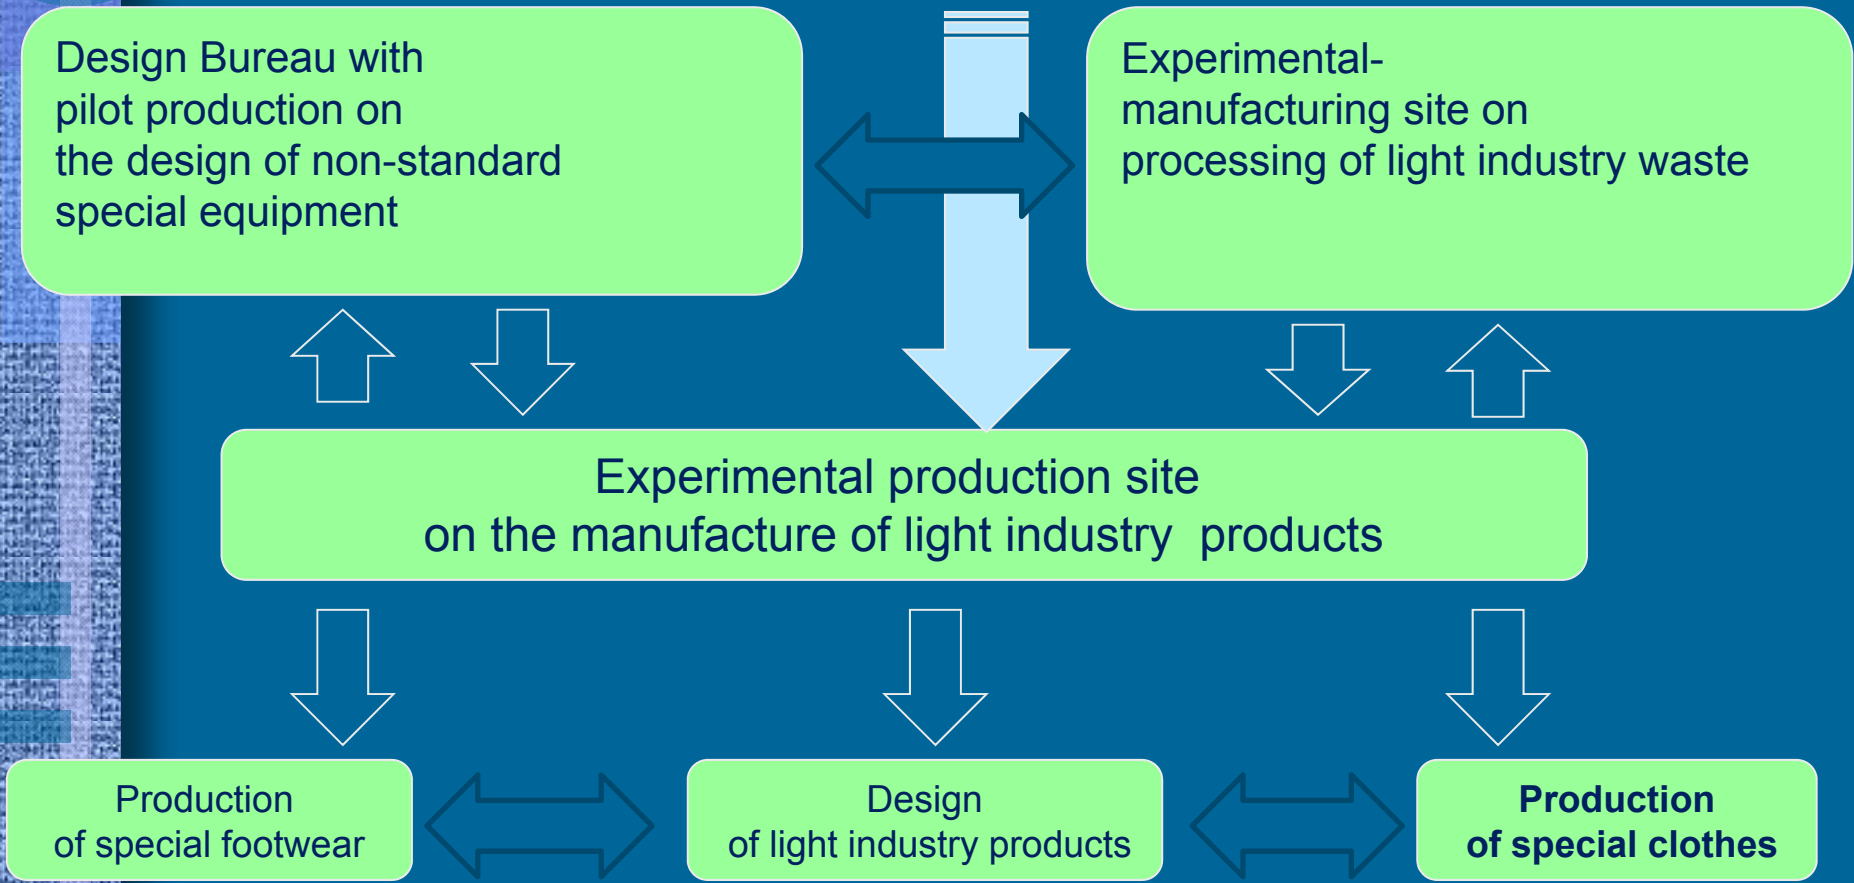 Design Bureau with
pilot production on
the design of non-standard
special equipment
Experimental-
manufacturing site on
processing of light industry waste
Experimental production site
on the manufacture of light industry  products
Production
of special footwear
Design
of light industry products
Production
of special clothes